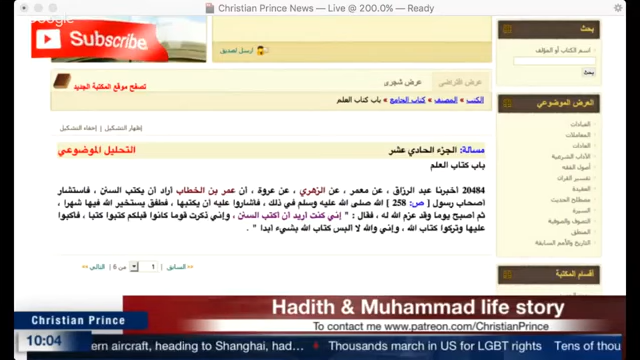 Christian Prince News — Live @ 200.0% — Ready
Subscribe
بحث
اسم الكتاب أو المؤلف
بحث
ارسل لصديق
تصفح موقع المكتبة الجديد
عرض افتراضي
عرض شجري
الكتب » المصنف » كتاب الجامع » باب كتاب العلم
إظهار التشكيل | إخفاء التشكيل
مسألة: الجزء الحادي عشر
التحليل الموضوعي
باب كتاب العلم
20484 أخبرنا عبد الرزاق، عن معمر، عن الزهري، عن عروة، أن عمر بن الخطاب أراد أن يكتب السنن، فاستشار
أصحاب رسول [ ص: 258 ] الله صلى الله عليه وسلم في ذلك، فأشاروا عليه أن يكتبها، فطفق يستخير الله فيها شهرا،
ثم أصبح يوما وقد عزم الله له، فقال: " إني كنت أريد أن أكتب السنن، وإني ذكرت قوما كانوا قبلكم كتبوا كتبا، فأكبوا
عليها وتركوا كتاب الله، وإني والله لا ألبس كتاب الله بشيء أبدا " .
السابق
1
من 6
التالي
العرض الموضوعي
العبادات
المعاملات
العادات
الآداب الشرعية
أصول الفقه
تفسير القرآن
العقيدة
مصطلح الحديث
السيرة
التصوف والصوفية
المنطق
التاريخ والأمم السابقة
أقسام المكتبة
Hadith & Muhammad life story
Christian Prince
To contact me www.patreon.com/ChristianPrince
10:04
ern aircraft, heading to Shanghai, had... Thousands march in US for LGBT rights Tens of thou